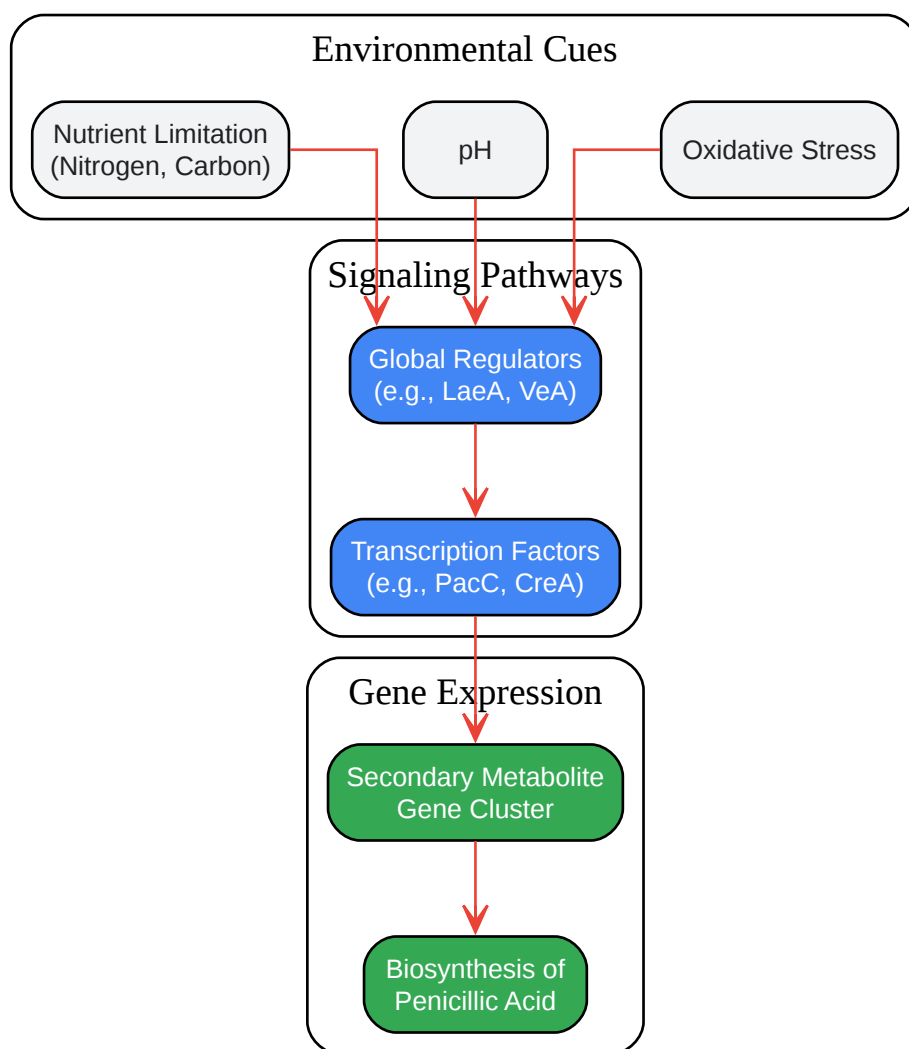 Environmental Cues
Nutrient Limitation
(Nitrogen, Carbon)
pH
Oxidative Stress
Signaling Pathways
Global Regulators
(e.g., LaeA, VeA)
Transcription Factors
(e.g., PacC, CreA)
Gene Expression
Secondary Metabolite
Gene Cluster
Biosynthesis of
Penicillic Acid